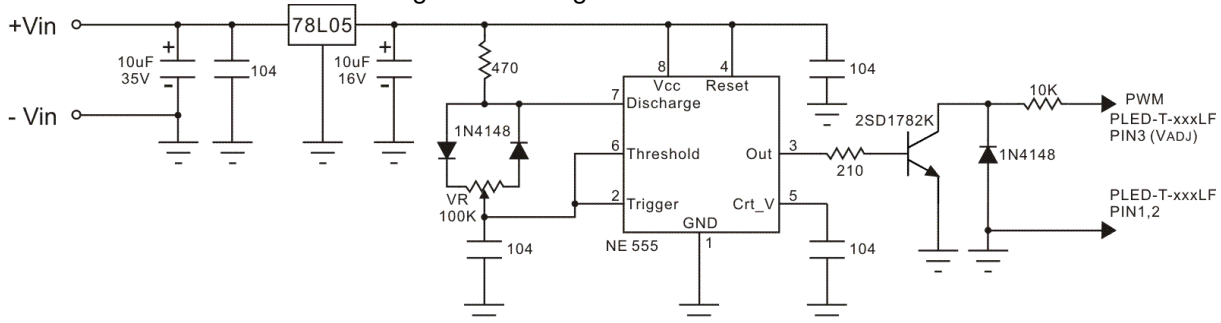 +Vin
78L05
10uF
35V
+
-
104
10uF
16V
+
-
470
104
8
4
Vcc
Reset
7
Discharge
1N4148
10K
PWM
PLED-T-xxxLF
PIN3 (VADJ)
2SD1782K
6
Threshold
Out
3
210
1N4148
VR
100K
2
Trigger
Crt_V
5
PLED-T-xxxLF
PIN1,2
GND
NE 555
1
104
104
- Vin